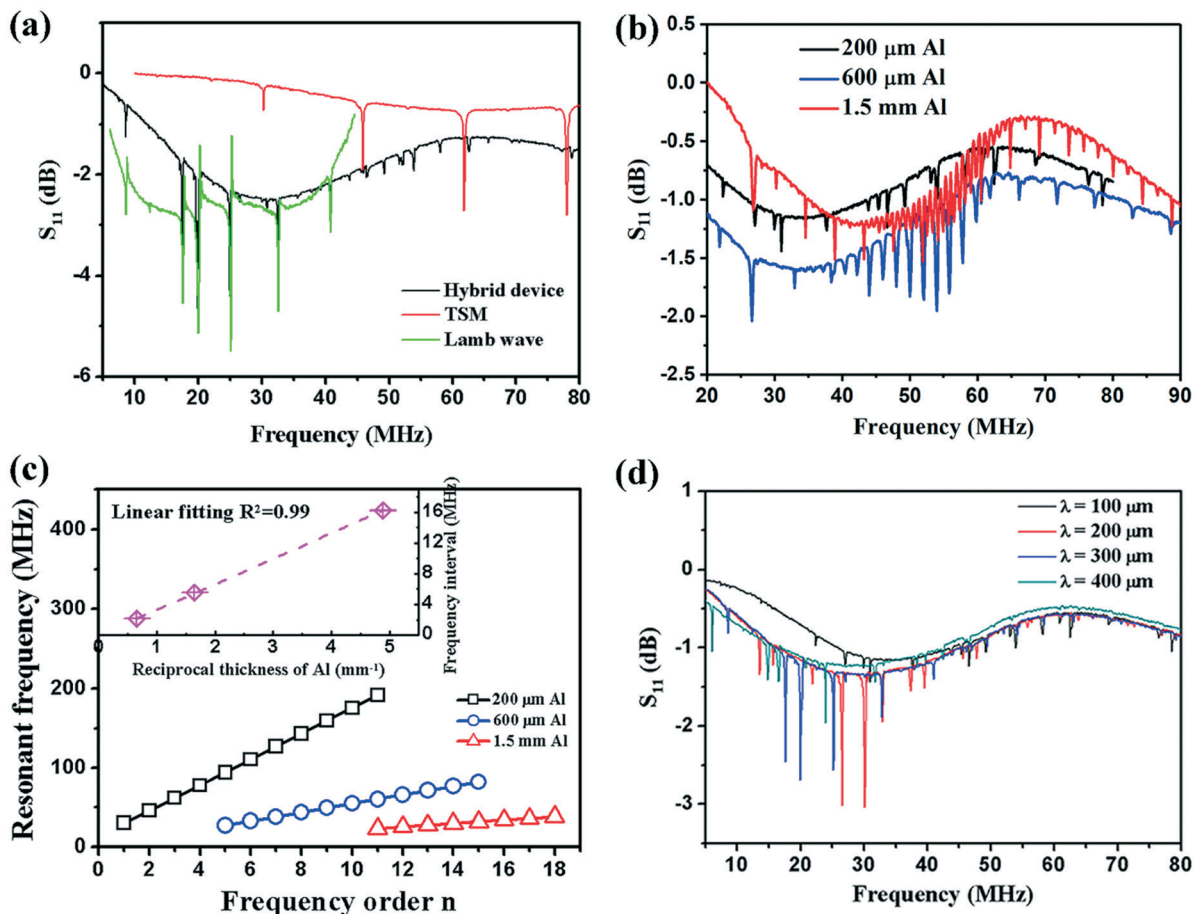 (a)
0
-2
-4
-6
S₁₁ (dB)
Hybrid device
TSM
Lamb wave
10 20 30 40 50 60 70 80
Frequency (MHz)
(b)
0.5
0.0
-0.5
-1.0
-1.5
-2.0
-2.5
S₁₁ (dB)
200 μm Al
600 μm Al
1.5 mm Al
20 30 40 50 60 70 80 90
Frequency (MHz)
(c)
400
300
200
100
0
Resonant frequency (MHz)
Linear fitting R²=0.99
16
12
8
4
0
Frequency interval (MHz)
0 1 2 3 4 5
Reciprocal thickness of Al (mm⁻¹)
200 μm Al
600 μm Al
1.5 mm Al
0 2 4 6 8 10 12 14 16 18
Frequency order n
(d)
1
0
-1
-2
-3
S₁₁ (dB)
λ = 100 μm
λ = 200 μm
λ = 300 μm
λ = 400 μm
10 20 30 40 50 60 70 80
Frequency (MHz)